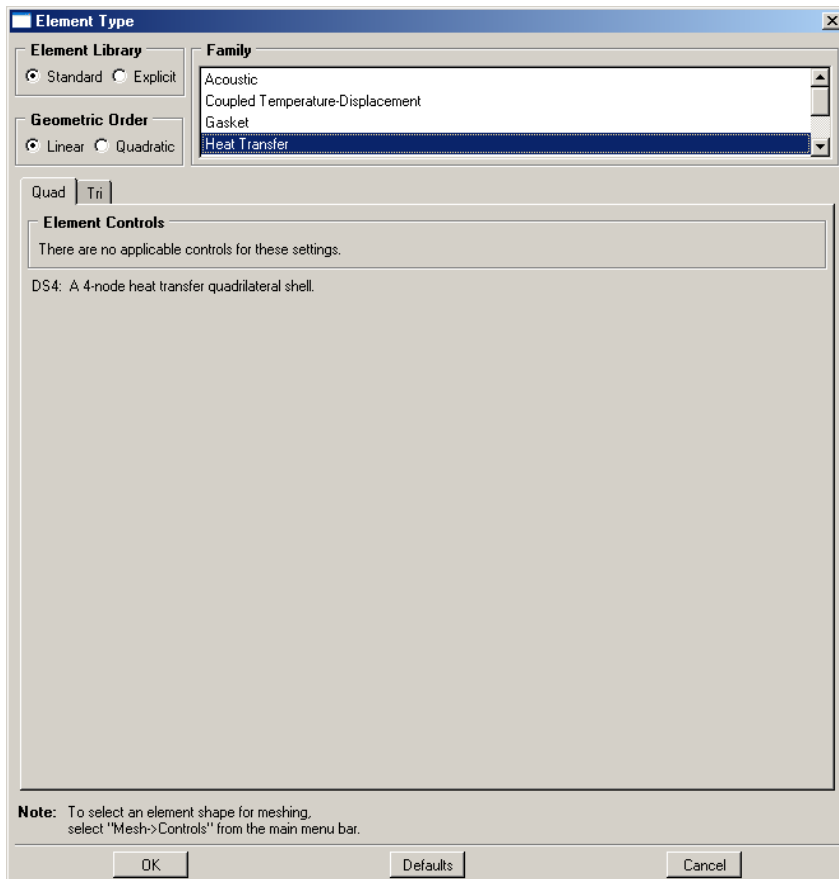 Element Type
Element Library
Standard Explicit
Geometric Order
Linear Quadratic
Family
Acoustic
Coupled Temperature-Displacement
Gasket
Heat Transfer
Quad Tri
Element Controls
There are no applicable controls for these settings.
DS4: A 4-node heat transfer quadrilateral shell.
Note: To select an element shape for meshing,
select "Mesh->Controls" from the main menu bar.
OK Defaults Cancel